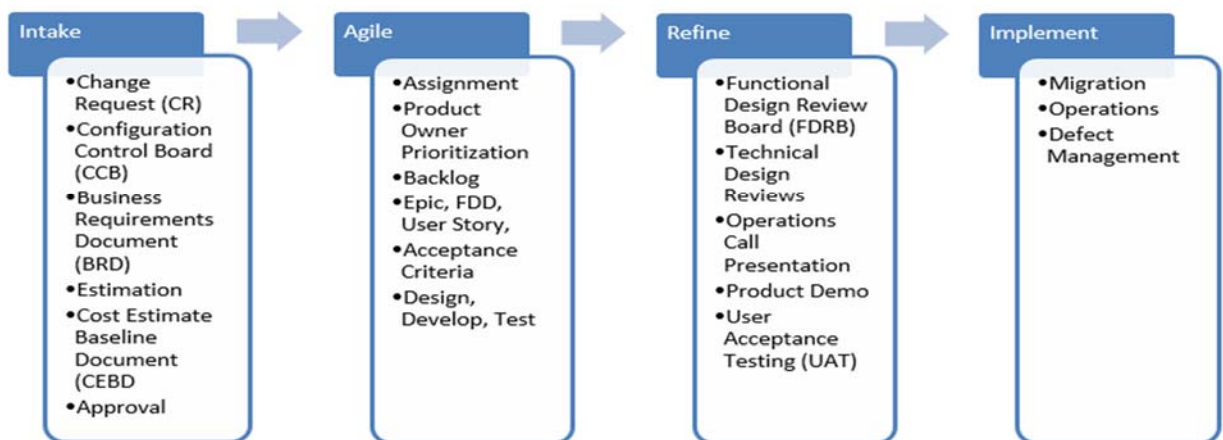 Intake
•Change
Request (CR)
•Configuration
Control Board
(CCB)
•Business
Requirements
Document
(BRD)
•Estimation
•Cost Estimate
Baseline
Document
(CEBD
•Approval
Agile
•Assignment
•Product
Owner
Prioritization
•Backlog
•Epic, FDD,
User Story,
•Acceptance
Criteria
•Design,
Develop, Test
Refine
•Functional
Design Review
Board (FDRB)
•Technical
Design
Reviews
•Operations
Call
Presentation
•Product Demo
•User
Acceptance
Testing (UAT)
Implement
•Migration
•Operations
•Defect
Management